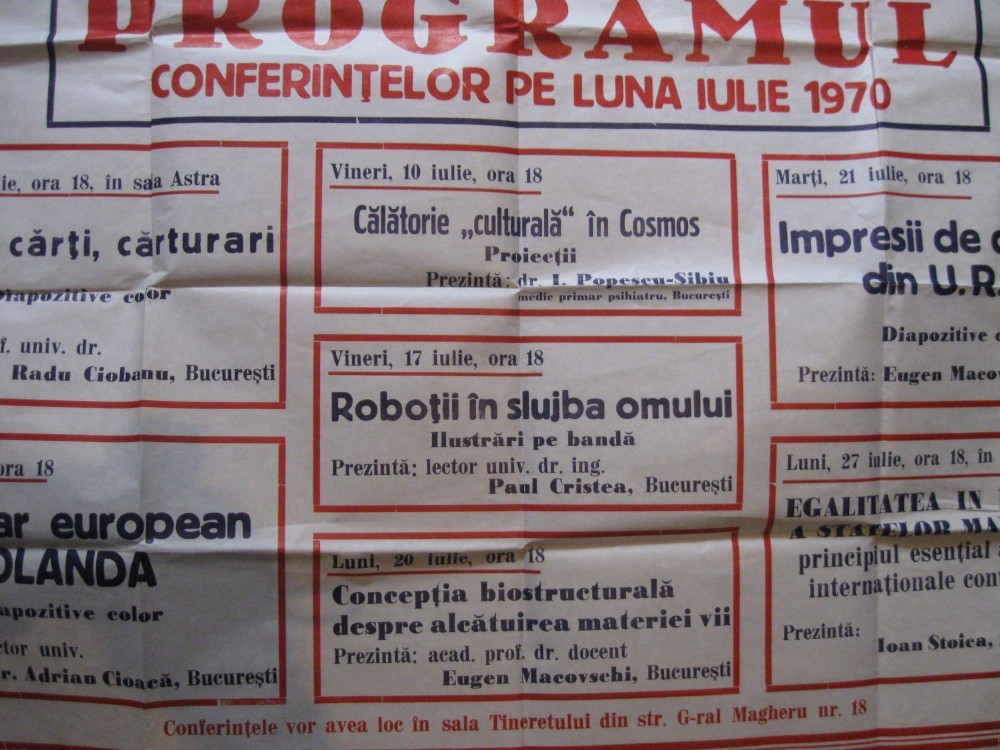 PROGRAMUL
CONFERINȚELOR PE LUNA IULIE 1970
ie, ora 18, în saa Astra
cărți, cărturari
Diapozitive color
f. univ. dr.
Radu Ciobanu, București
ora 18
ar european
OLANDA
apozitive color
ctor univ.
r. Adrian Cioacă, București
Vineri, 10 iulie, ora 18
Călătorie „culturală“ în Cosmos
Proiecții
Prezintă: dr. I. Popescu-Sibiu
medic primar psihiatru, București
Vineri, 17 iulie, ora 18
Roboții în slujba omului
Ilustrări pe bandă
Prezintă: lector univ. dr. ing.
Paul Cristea, București
Luni, 20 iulie, ora 18
Concepția biostructurală
despre alcătuirea materiei vii
Prezintă: acad. prof. dr. docent
Eugen Macovschi, București
Marți, 21 iulie, ora 18
Impresii de c
din U.R.
Diapozitive c
Prezintă: Eugen Macov
Luni, 27 iulie, ora 18, în
EGALITATEA IN
A STATELOR MA
principiul esențial
internaționale con
Prezintă:
Ioan Stoica,
Conferințele vor avea loc în sala Tineretului din str. G-ral Magheru nr. 18